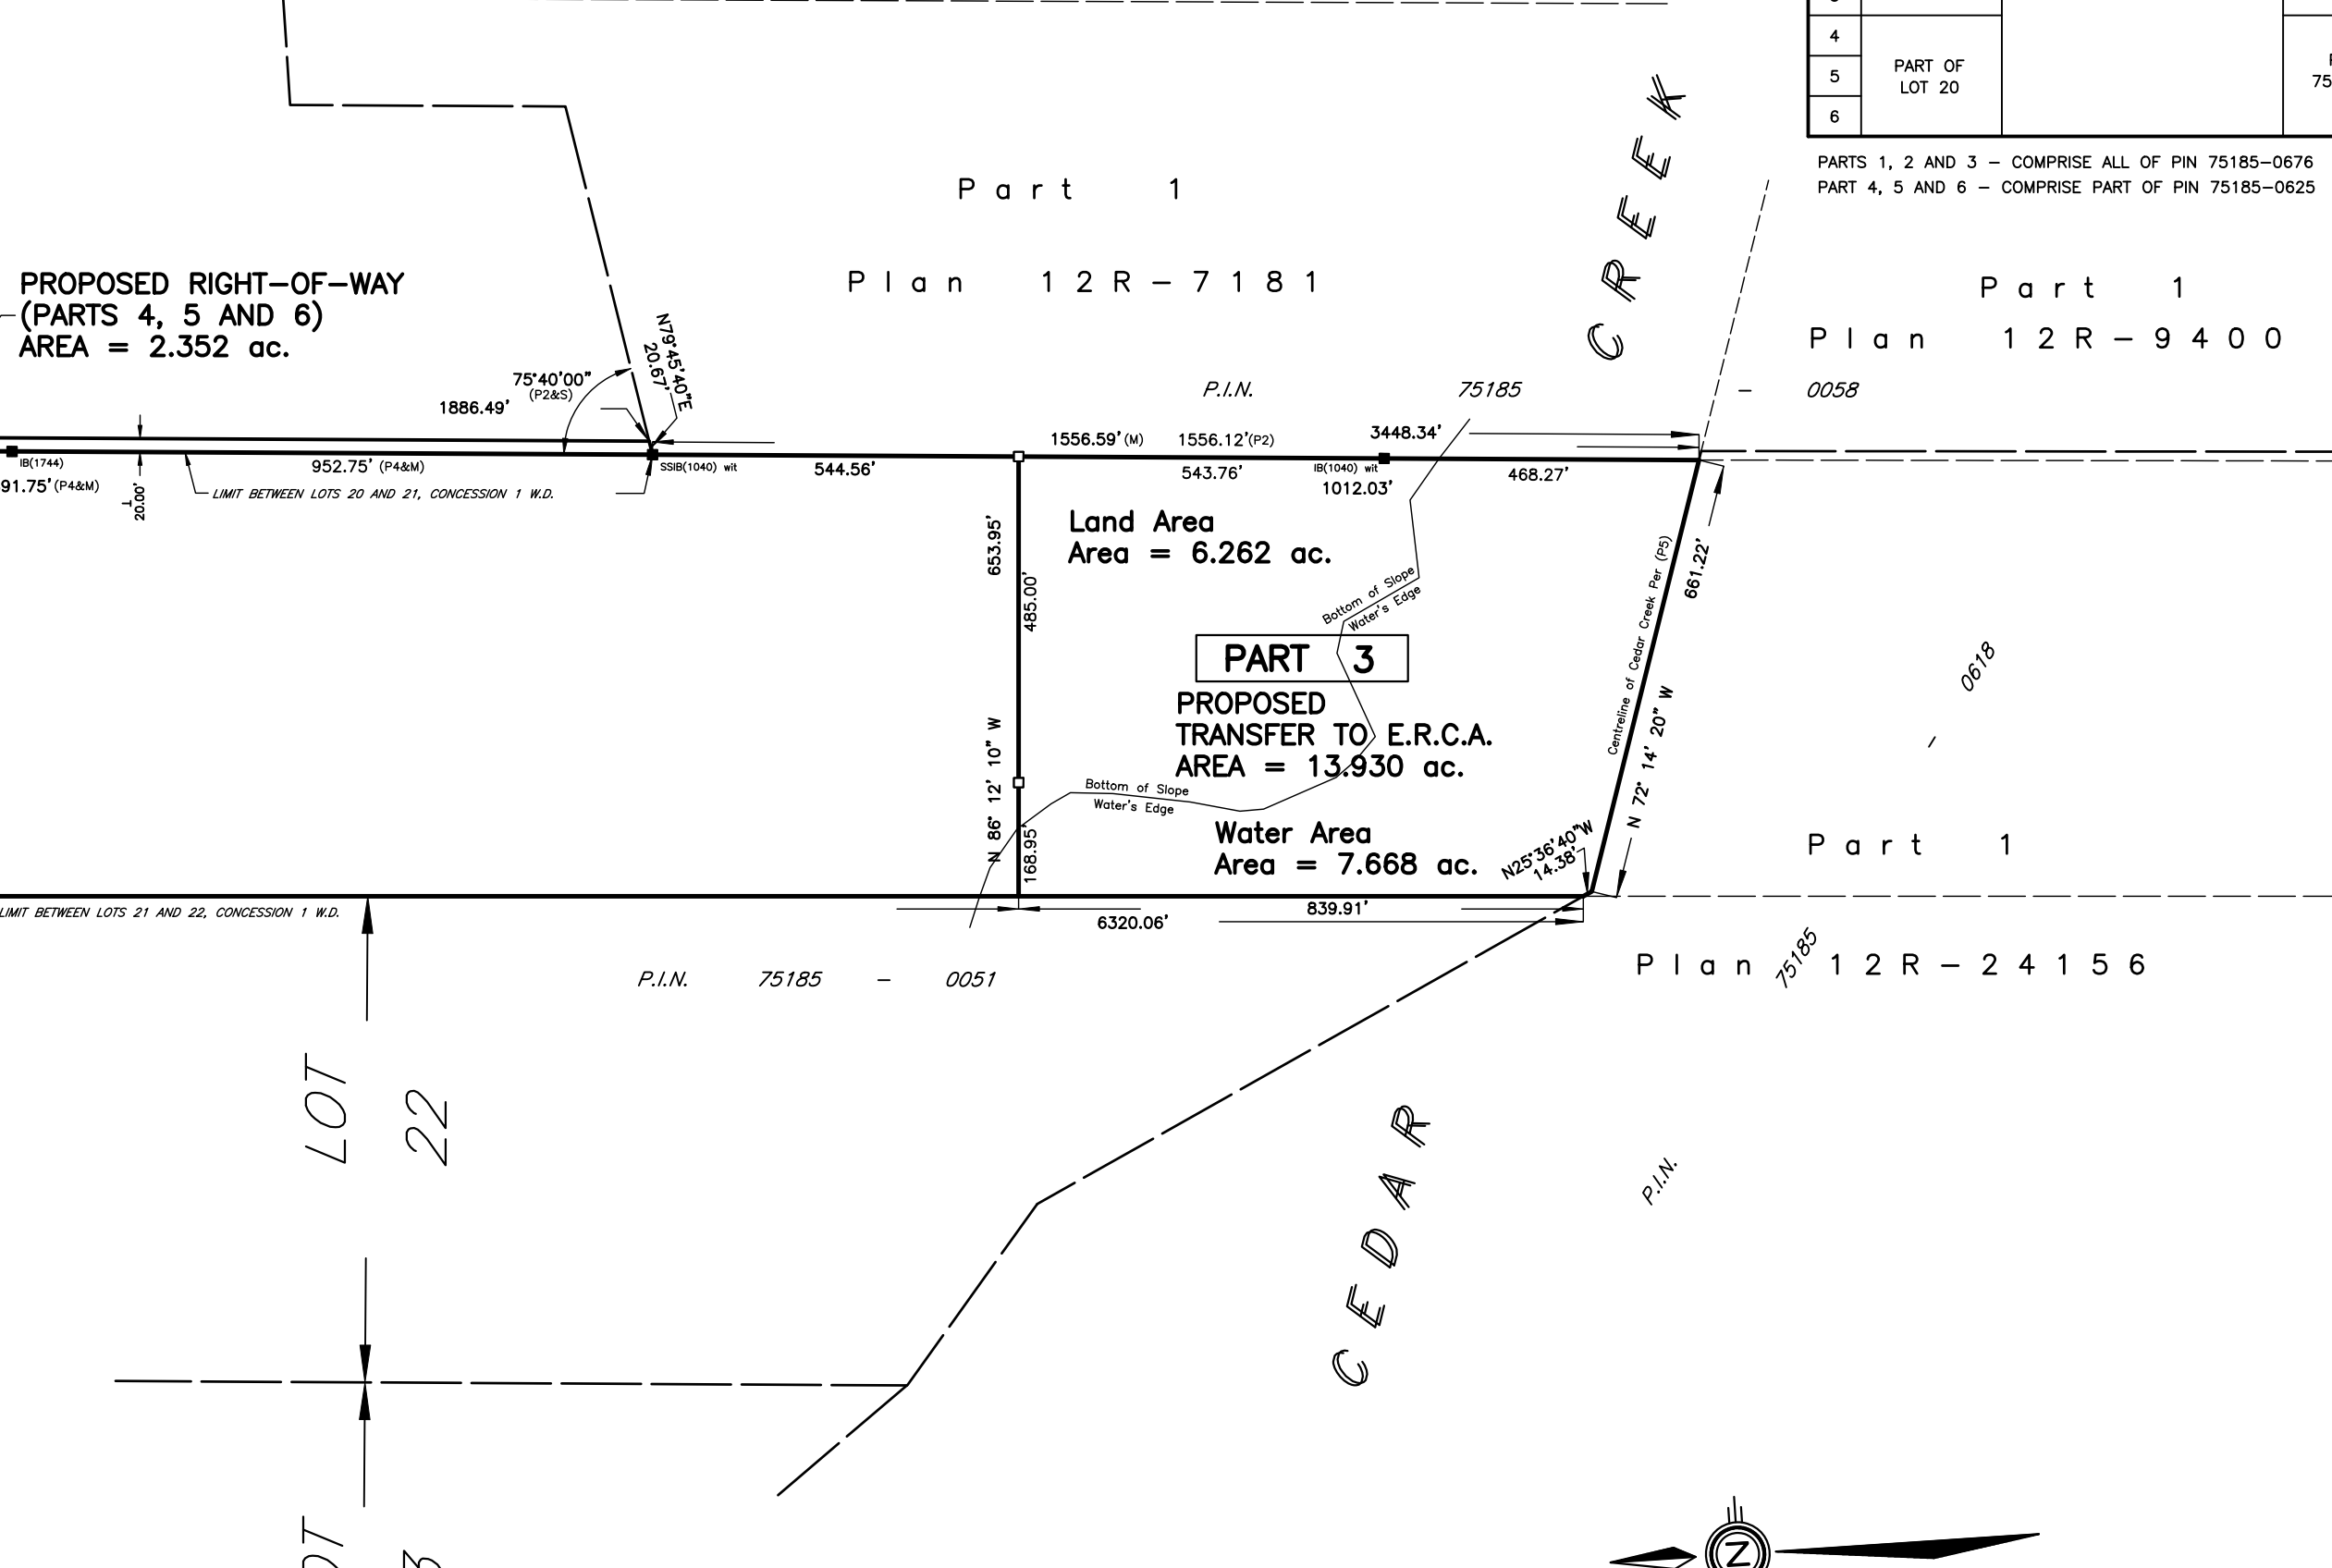 4
5
6
PART OF
LOT 20
PARTS 1, 2 AND 3 – COMPRISE ALL OF PIN 75185–0676
PART 4, 5 AND 6 – COMPRISE PART OF PIN 75185–0625
CREEK
Part 1
Plan 12R–7181
PROPOSED RIGHT–OF–WAY
(PARTS 4, 5 AND 6)
AREA = 2.352 ac.
Part 1
Plan 12R–9400
N79°45'40"E
20.67'
75°40'00"
(P2&S)
1886.49'
P.I.N. 75185 – 0058
1556.59' (M) 1556.12'(P2)
3448.34'
IB(1744)
952.75' (P4&M)
SSIB(1040) wit
544.56'
543.76'
IB(1040) wit
1012.03'
468.27'
91.75'(P4&M)
20.00'
LIMIT BETWEEN LOTS 20 AND 21, CONCESSION 1 W.D.
653.95'
485.00'
Land Area
Area = 6.262 ac.
Bottom of Slope
Water's Edge
Centreline of Cedar Creek Per (P5)
661.22'
N 72° 14' 20" W
PART 3
PROPOSED
TRANSFER TO E.R.C.A.
AREA = 13.930 ac.
– 0618
N 86° 12' 10" W
168.95'
Bottom of Slope
Water's Edge
Water Area
Area = 7.668 ac.
N25°36'40"W
14.38'
Part 1
LIMIT BETWEEN LOTS 21 AND 22, CONCESSION 1 W.D.
839.91'
6320.06'
P.I.N. 75185 – 0051
75185
Plan 12R–24156
LOT
22
CEDAR
P.I.N.
N